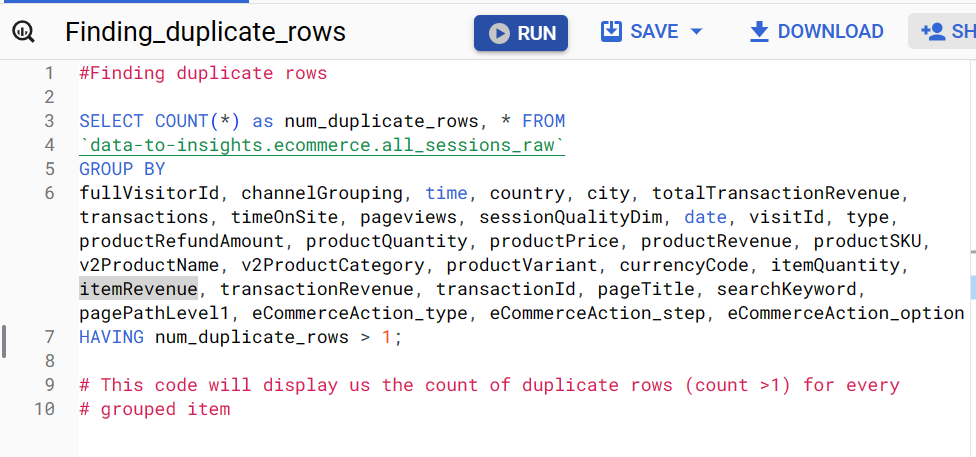 Finding_duplicate_rows RUN SAVE DOWNLOAD
1 #Finding duplicate rows
2
3 SELECT COUNT(*) as num_duplicate_rows, * FROM
4 `data-to-insights.ecommerce.all_sessions_raw`
5 GROUP BY
6 fullVisitorId, channelGrouping, time, country, city, totalTransactionRevenue,
transactions, timeOnSite, pageviews, sessionQualityDim, date, visitId, type,
productRefundAmount, productQuantity, productPrice, productRevenue, productSKU,
v2ProductName, v2ProductCategory, productVariant, currencyCode, itemQuantity,
itemRevenue, transactionRevenue, transactionId, pageTitle, searchKeyword,
pagePathLevel1, eCommerceAction_type, eCommerceAction_step, eCommerceAction_option
7 HAVING num_duplicate_rows > 1;
8
9 # This code will display us the count of duplicate rows (count >1) for every
10 # grouped item